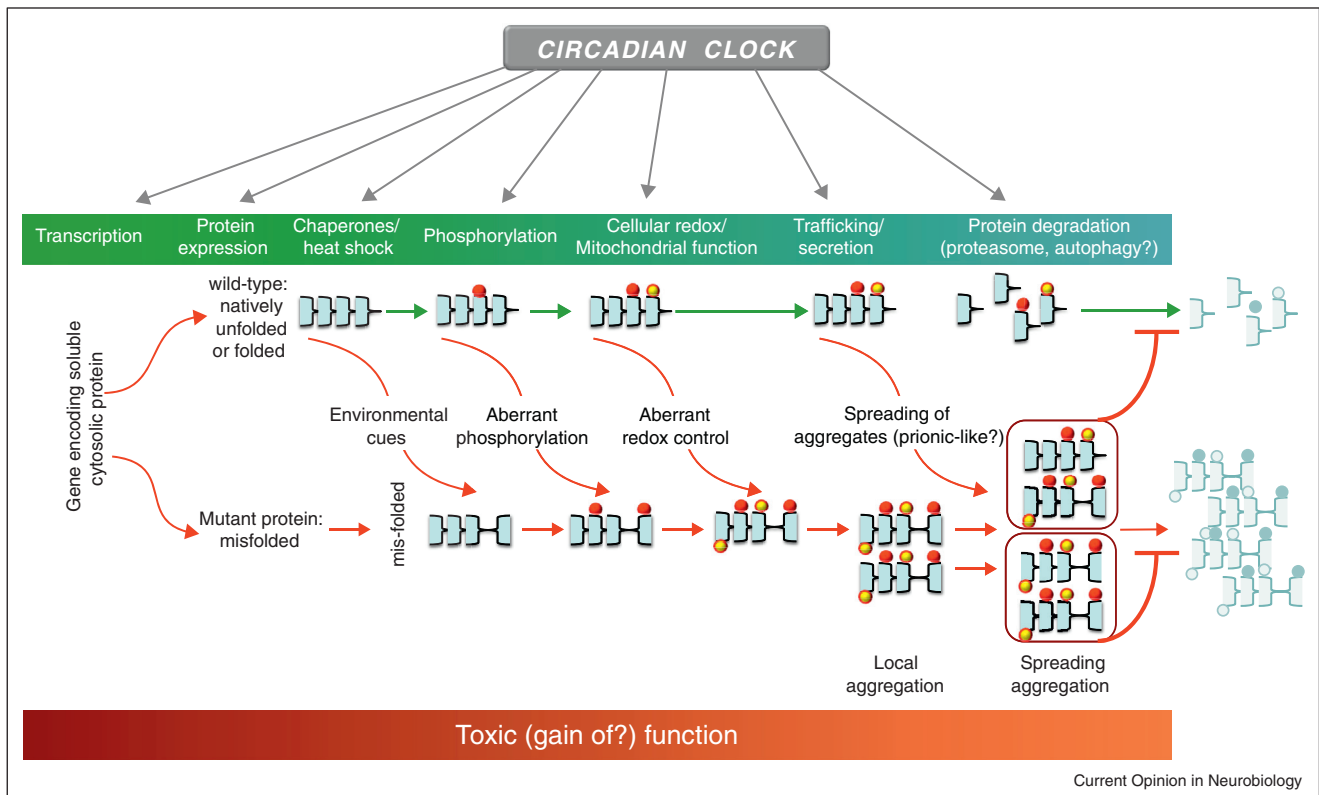 CIRCADIAN CLOCK
Transcription
Protein
expression
Chaperones/
heat shock
Phosphorylation
Cellular redox/
Mitochondrial function
Trafficking/
secretion
Protein degradation
(proteasome, autophagy?)
Gene encoding soluble
cytosolic protein
wild-type:
natively
unfolded
or folded
Environmental
cues
Aberrant
phosphorylation
Aberrant
redox control
Spreading of
aggregates (prionic-like?)
Mutant protein:
misfolded
mis-folded
Local
aggregation
Spreading
aggregation
Toxic (gain of?) function
Current Opinion in Neurobiology